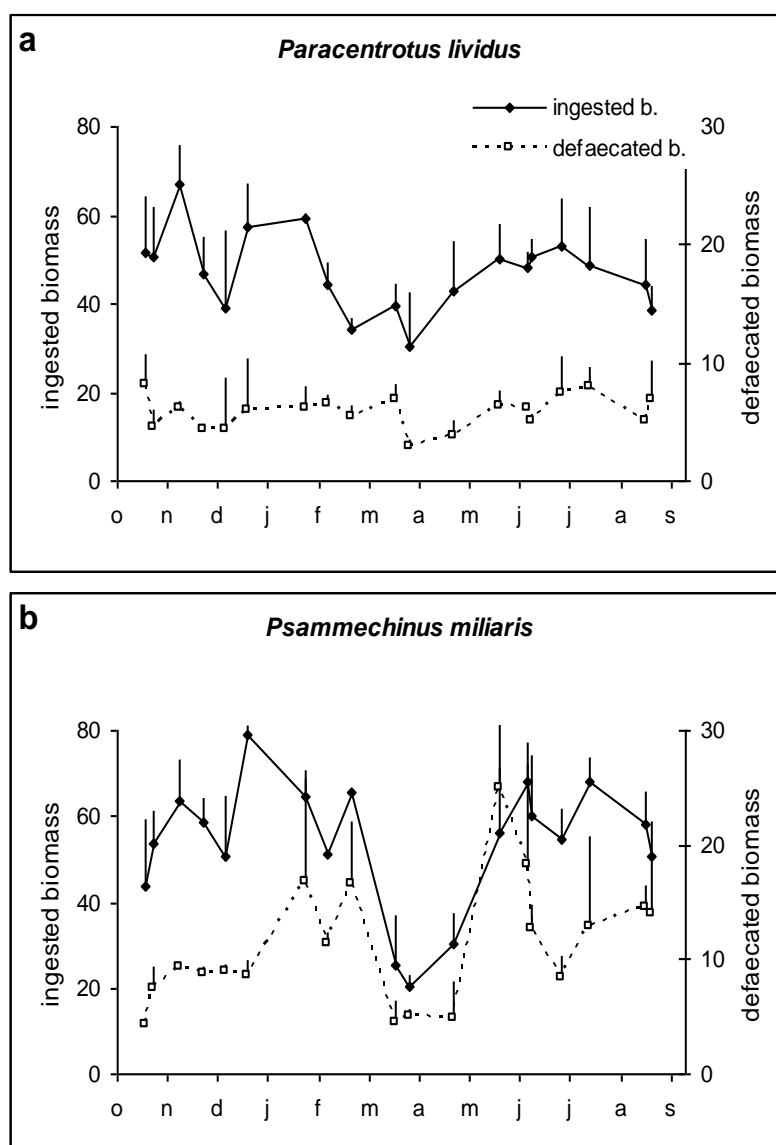 a
Paracentrotus lividus
ingested b.
defaecated b.
80
60
40
20
0
ingested biomass
30
20
10
0
defaecated biomass
o n d j f m a m j j a s
b
Psammechinus miliaris
80
60
40
20
0
ingested biomass
30
20
10
0
defaecated biomass
o n d j f m a m j j a s